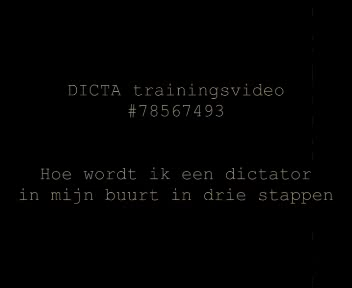 DICTA trainingsvideo
#78567493
Hoe wordt ik een dictator
in mijn buurt in drie stappen